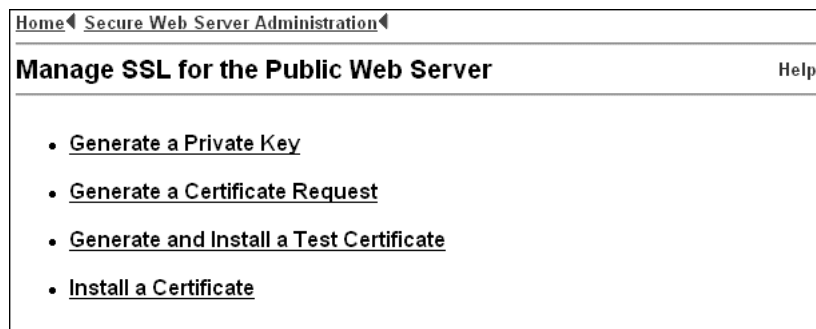 Home Secure Web Server Administration
Manage SSL for the Public Web Server Help
Generate a Private Key
Generate a Certificate Request
Generate and Install a Test Certificate
Install a Certificate